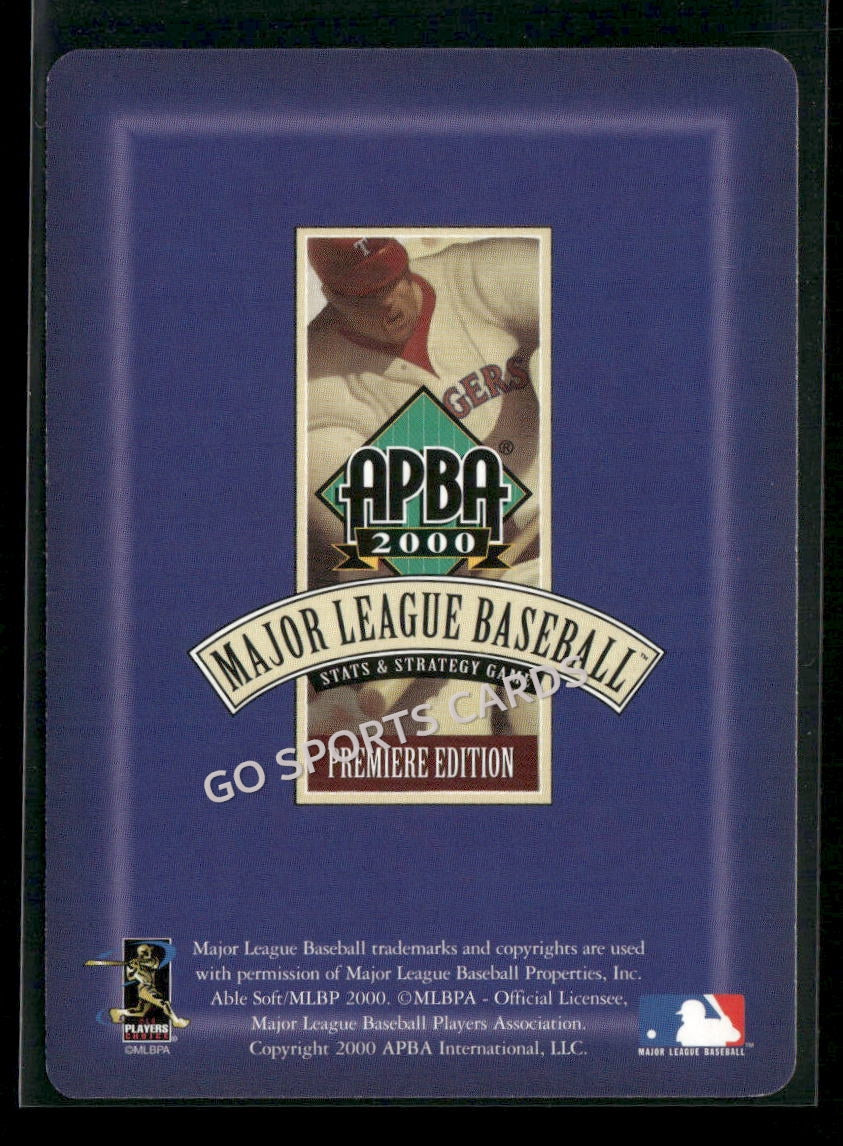 T
GERS
APBA®
2000
MAJOR LEAGUE BASEBALL™
STATS & STRATEGY GAME
GO SPORTS CARDS
PREMIERE EDITION
Major League Baseball trademarks and copyrights are used
with permission of Major League Baseball Properties, Inc.
Able Soft/MLBP 2000. ©MLBPA - Official Licensee,
Major League Baseball Players Association.
Copyright 2000 APBA International, LLC.
PLAYERS
CHOICE
©MLBPA
MAJOR LEAGUE BASEBALL™